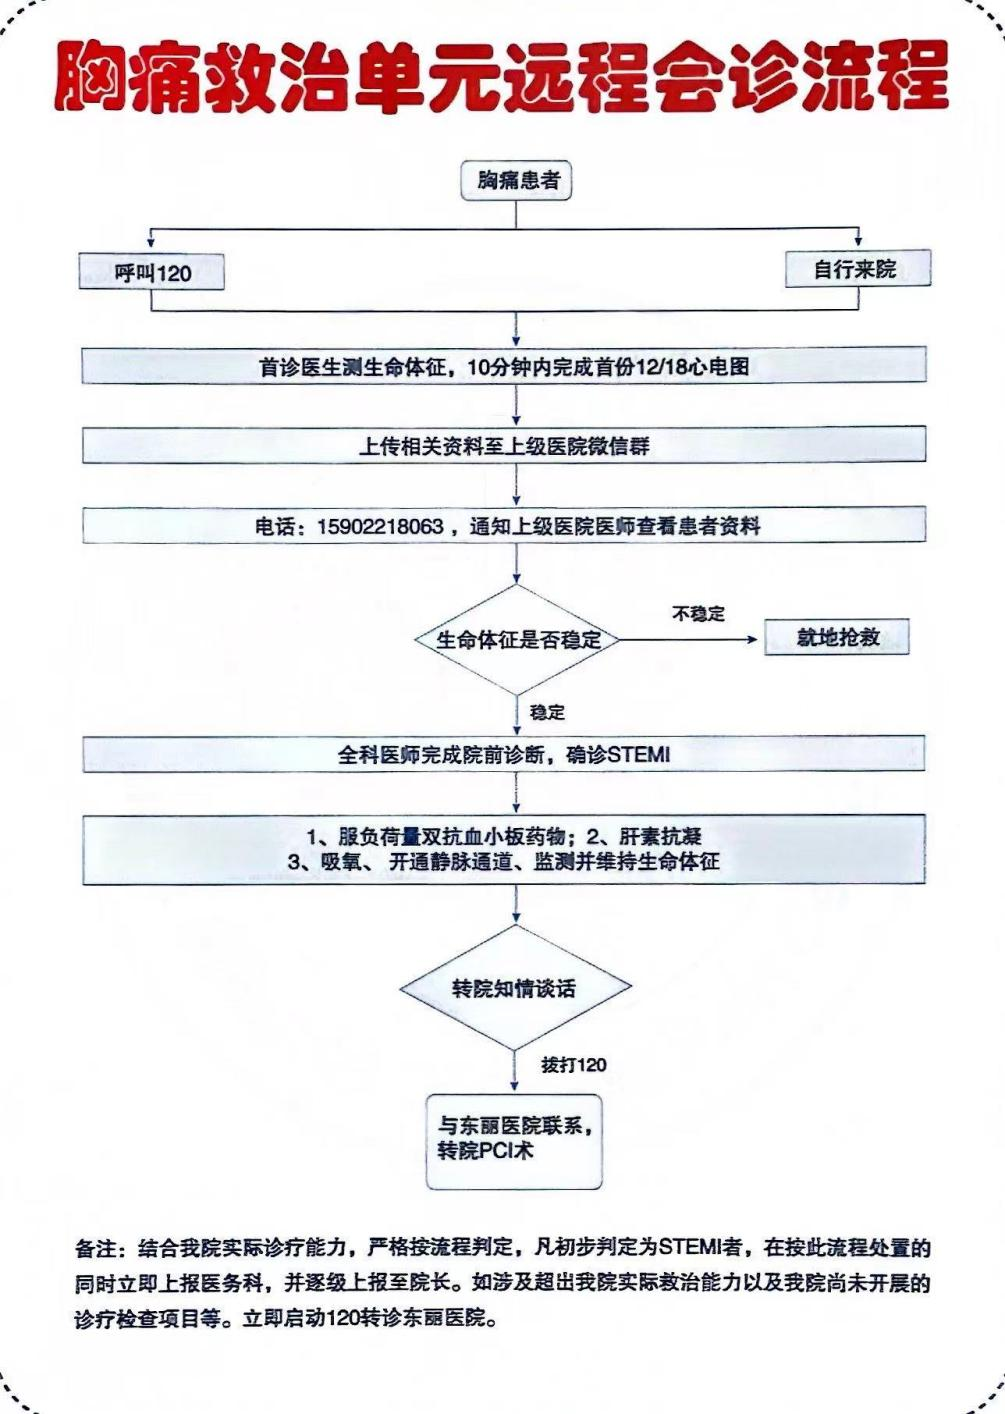 胸痛救治单元远程会诊流程
胸痛患者
呼叫120
自行来院
首诊医生测生命体征，10分钟内完成首份12/18心电图
上传相关资料至上级医院微信群
电话：15902218063，通知上级医院医师查看患者资料
生命体征是否稳定
不稳定
就地抢救
稳定
全科医师完成院前诊断，确诊STEMI
1、服负荷量双抗血小板药物；2、肝素抗凝
3、吸氧、开通静脉通道、监测并维持生命体征
转院知情谈话
拨打120
与东丽医院联系，
转院PCI术
备注：结合我院实际诊疗能力，严格按流程判定，凡初步判定为STEMI者，在按此流程处置的
同时立即上报医务科，并逐级上报至院长。如涉及超出我院实际救治能力以及我院尚未开展的
诊疗检查项目等。立即启动120转诊东丽医院。